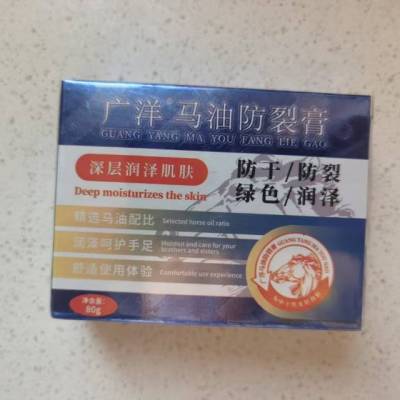 广洋®马油防裂膏
GUANG YANG MA YOU FANG LIE GAO
深层润泽肌肤
Deep moisturizes the skin
防干/防裂
绿色/润泽
精选马油配比
Selected horse oil ratio
润泽呵护手足
Moisten and care for your
brothers and sisters
舒适使用体验
Comfortable use experience
净含量:
80g